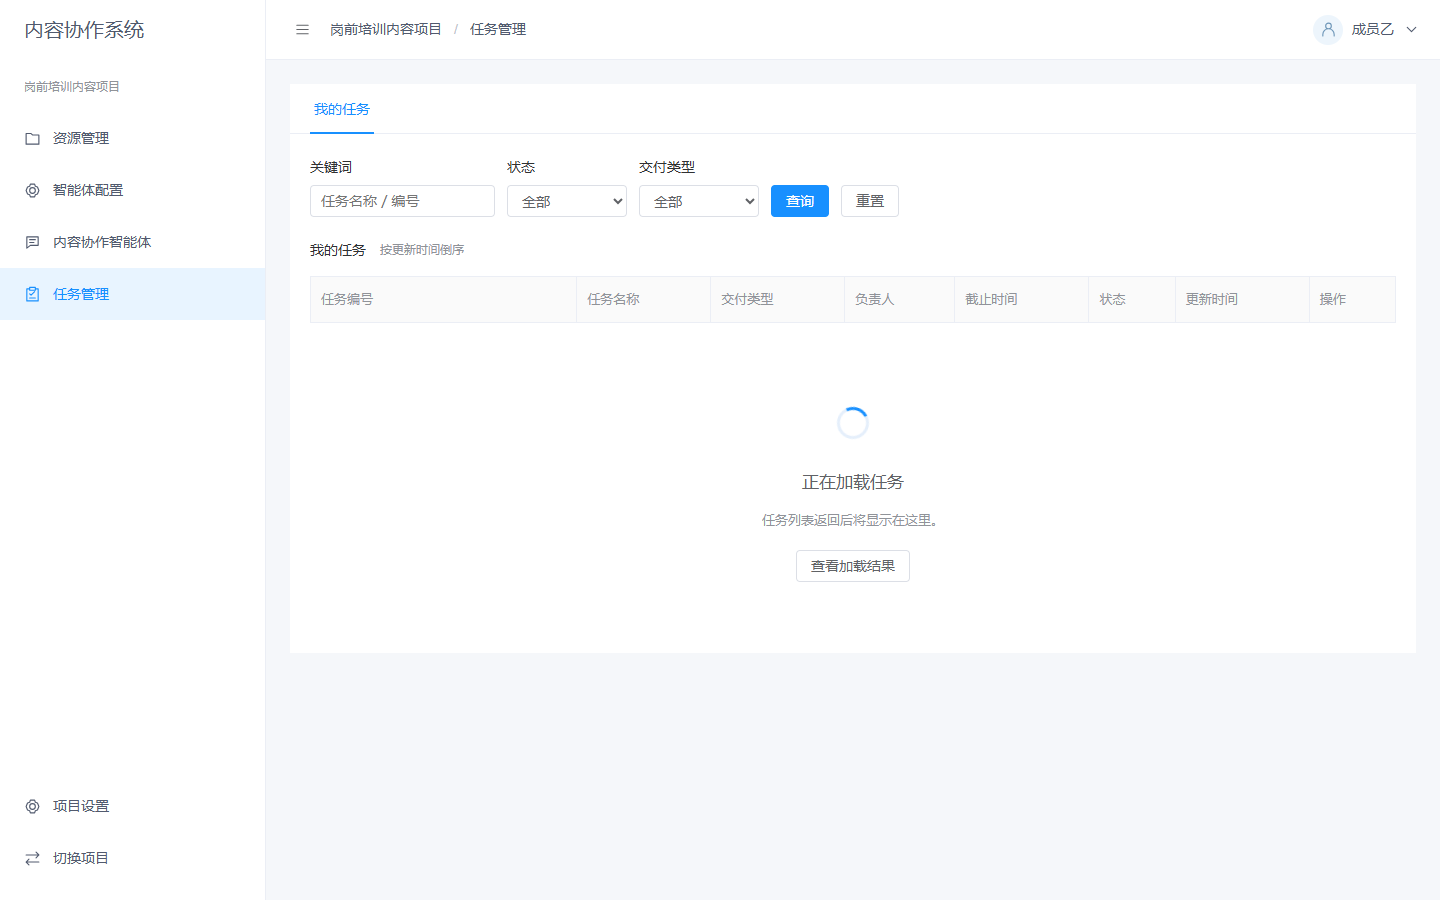 内容协作系统
岗前培训内容项目
资源管理
智能体配置
内容协作智能体
任务管理
项目设置
切换项目
岗前培训内容项目 / 任务管理
成员乙
我的任务
关键词 状态 交付类型
任务名称 / 编号 全部 全部 查询 重置
我的任务 按更新时间倒序
任务编号 任务名称 交付类型 负责人 截止时间 状态 更新时间 操作
正在加载任务
任务列表返回后将显示在这里。
查看加载结果